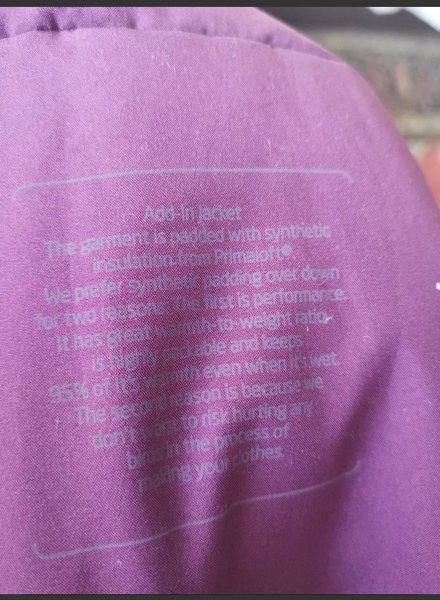 Add-in Jacket
The garment is padded with synthetic
insulation from Primaloft®.
We prefer synthetic padding over down
for two reasons. The first is performance.
It has great warmth-to-weight ratio,
is highly packable and keeps
95% of it's warmth even when it's wet.
The second reason is because we
don't want to risk hurting any
birds in the process of
making your clothes.